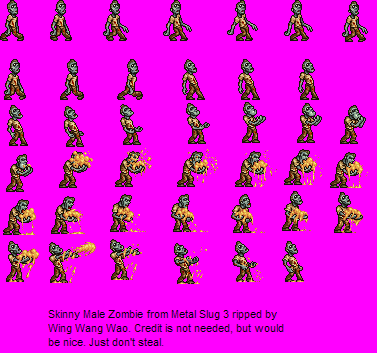 Skinny Male Zombie from Metal Slug 3 ripped by
Wing Wang Wao. Credit is not needed, but would
be nice. Just don't steal.